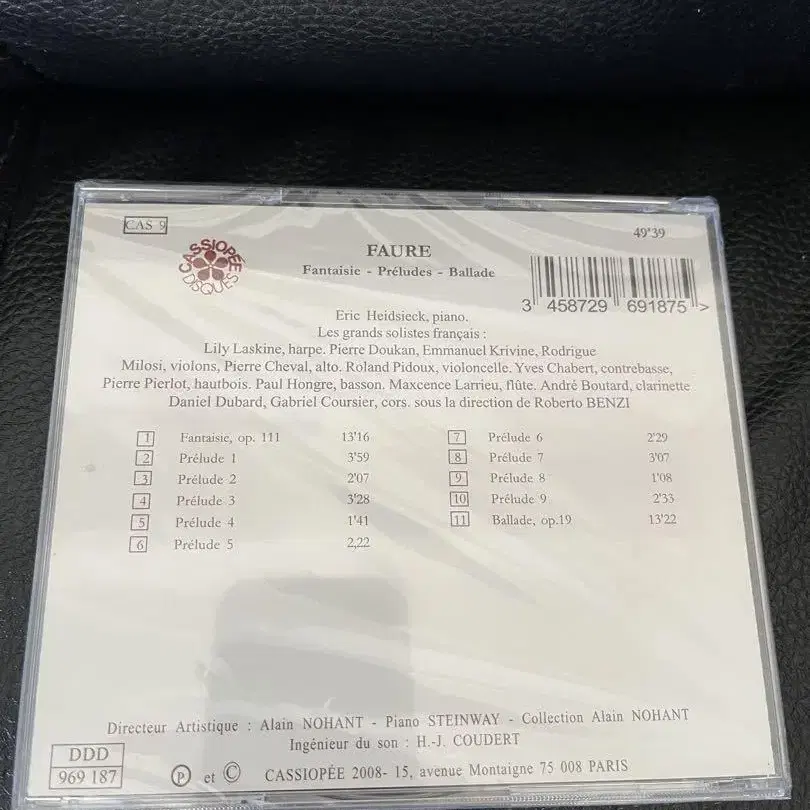 CAS 9
49'39
CASSIOPÉE
DISQUES
FAURE
Fantaisie - Préludes - Ballade
3 458729 691875 >
Eric Heidsieck, piano.
Les grands solistes français :
Lily Laskine, harpe. Pierre Doukan, Emmanuel Krivine, Rodrigue
Milosi, violons, Pierre Cheval, alto. Roland Pidoux, violoncelle. Yves Chabert, contrebasse,
Pierre Pierlot, hautbois. Paul Hongre, basson. Maxcence Larrieu, flûte. André Boutard, clarinette
Daniel Dubard, Gabriel Coursier, cors. sous la direction de Roberto BENZI
1 Fantaisie, op. 111 13'16
2 Prélude 1 3'59
3 Prélude 2 2'07
4 Prélude 3 3'28
5 Prélude 4 1'41
6 Prélude 5 2,22
7 Prélude 6 2'29
8 Prélude 7 3'07
9 Prélude 8 1'08
10 Prélude 9 2'33
11 Ballade, op.19 13'22
Directeur Artistique : Alain NOHANT - Piano STEINWAY - Collection Alain NOHANT
Ingénieur du son : H.-J. COUDERT
DDD
969 187
℗ et © CASSIOPÉE 2008- 15, avenue Montaigne 75 008 PARIS